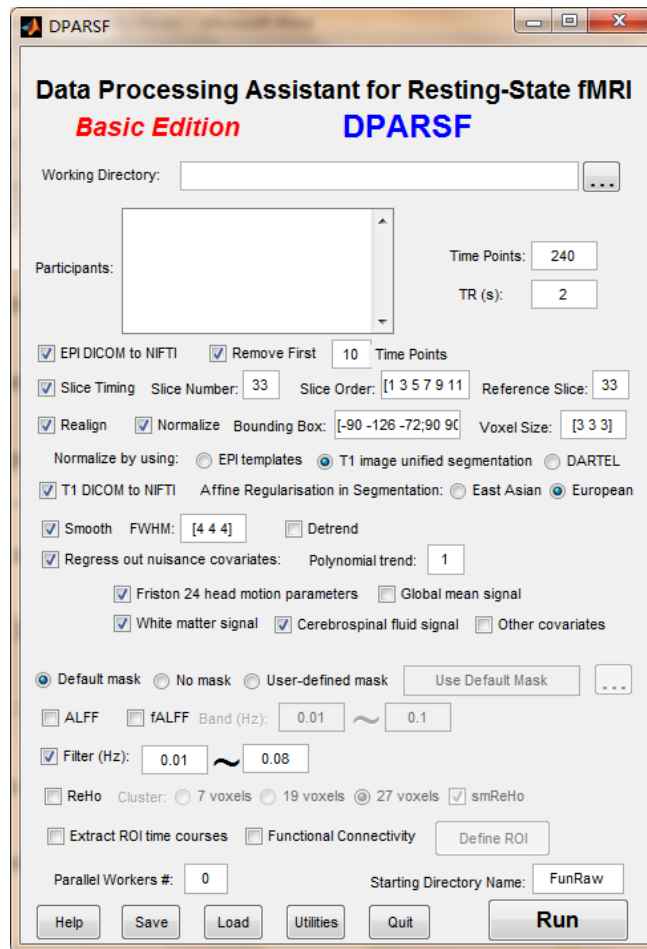 DPARSF
Data Processing Assistant for Resting-State fMRI
Basic Edition DPARSF
Working Directory: ...
Participants:
Time Points: 240
TR (s): 2
EPI DICOM to NIFTI Remove First 10 Time Points
Slice Timing Slice Number: 33 Slice Order: [1 3 5 7 9 11 Reference Slice: 33
Realign Normalize Bounding Box: [-90 -126 -72;90 90 Voxel Size: [3 3 3]
Normalize by using: EPI templates T1 image unified segmentation DARTEL
T1 DICOM to NIFTI Affine Regularisation in Segmentation: East Asian European
Smooth FWHM: [4 4 4] Detrend
Regress out nuisance covariates: Polynomial trend: 1
Friston 24 head motion parameters Global mean signal
White matter signal Cerebrospinal fluid signal Other covariates
Default mask No mask User-defined mask Use Default Mask ...
ALFF fALFF Band (Hz): 0.01 ~ 0.1
Filter (Hz): 0.01 ~ 0.08
ReHo Cluster: 7 voxels 19 voxels 27 voxels smReHo
Extract ROI time courses Functional Connectivity Define ROI
Parallel Workers #: 0 Starting Directory Name: FunRaw
Help Save Load Utilities Quit Run